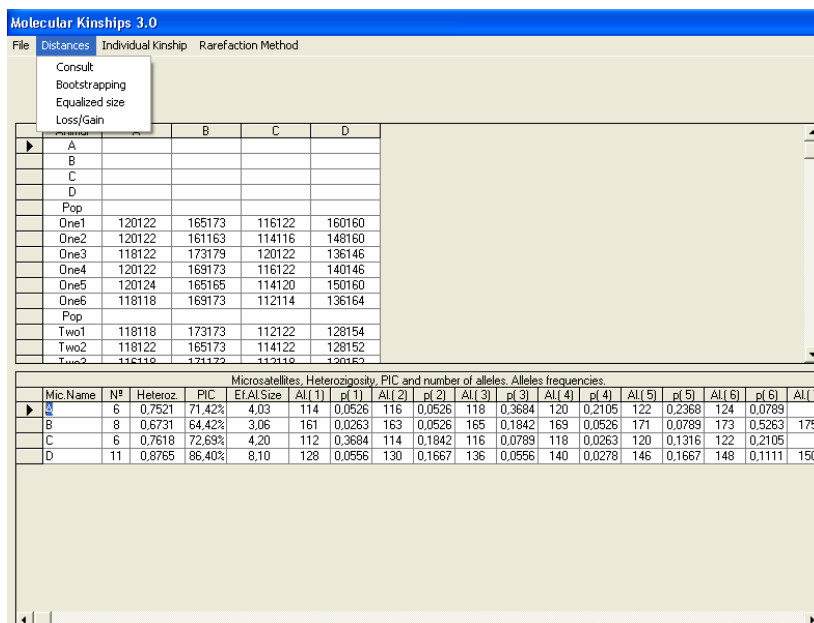 Molecular Kinships 3.0
File Distances Individual Kinship Rarefaction Method
Consult
Bootstrapping
Equalized size
Loss/Gain
Animal A B C D
A
B
C
D
Pop
One1 120122 165173 116122 160160
One2 120122 161163 114116 148160
One3 118122 173179 120122 136146
One4 120122 169173 116122 140146
One5 120124 165165 114120 150160
One6 118118 169173 112114 136164
Pop
Two1 118118 173173 112122 128154
Two2 118122 165173 114122 128152
Two3 116118 171173 112118 130152
Microsatellites, Heterozigosity, PIC and number of alleles. Alleles frequencies.
Mic.Name Nº Heteroz. PIC Ef.Al.Size Al.( 1) p( 1) Al.( 2) p( 2) Al.( 3) p( 3) Al.( 4) p( 4) Al.( 5) p( 5) Al.( 6) p( 6) Al.(
A 6 0,7521 71,42% 4,03 114 0,0526 116 0,0526 118 0,3684 120 0,2105 122 0,2368 124 0,0789
B 8 0,6731 64,42% 3,06 161 0,0263 163 0,0526 165 0,1842 169 0,0526 171 0,0789 173 0,5263 175
C 6 0,7618 72,69% 4,20 112 0,3684 114 0,1842 116 0,0789 118 0,0263 120 0,1316 122 0,2105
D 11 0,8765 86,40% 8,10 128 0,0556 130 0,1667 136 0,0556 140 0,0278 146 0,1667 148 0,1111 150